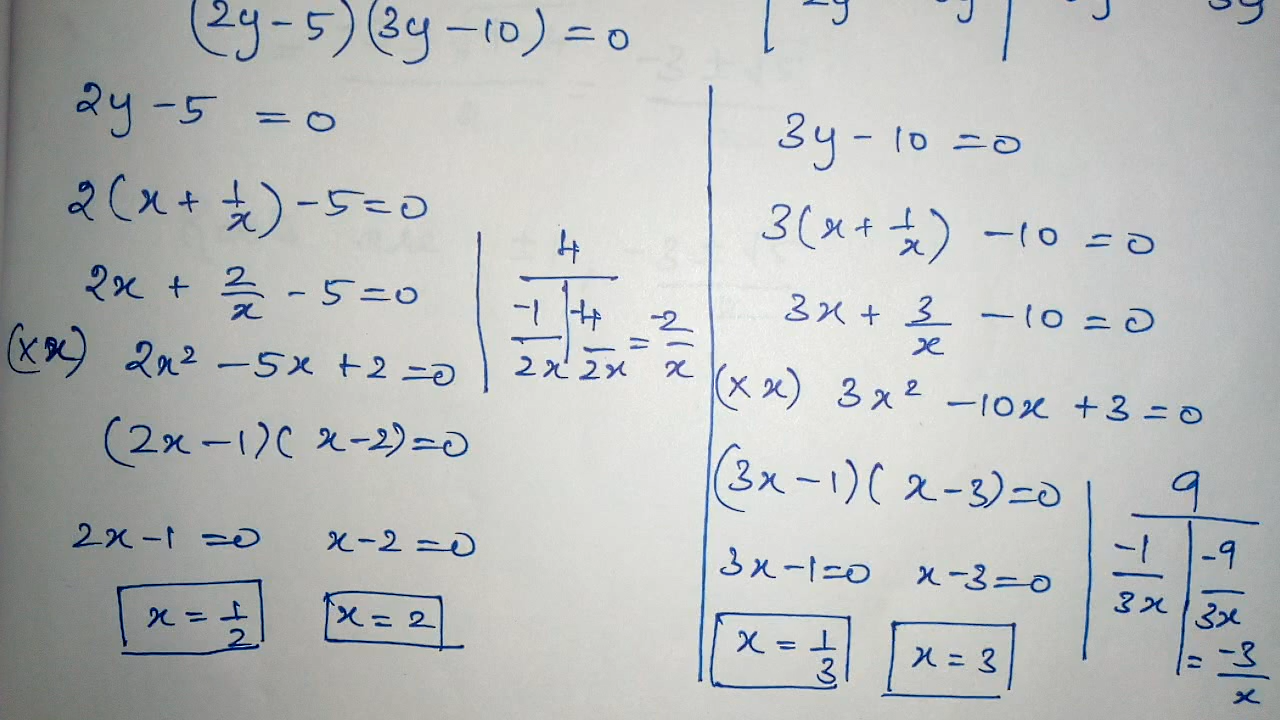 (2y-5)(3y-10)=0
2y-5 =0
2(x+1/x)-5=0
2x+2/x-5=0
(×x) 2x²-5x+2=0
(2x-1)(x-2)=0
2x-1=0 x-2=0
x=1/2 x=2
4
-1/2x | -4/2x = -2/x
3y-10=0
3(x+1/x)-10=0
3x+3/x-10=0
(×x) 3x²-10x+3=0
(3x-1)(x-3)=0
3x-1=0 x-3=0
x=1/3 x=3
9
-1/3x | -9/3x
= -3/x